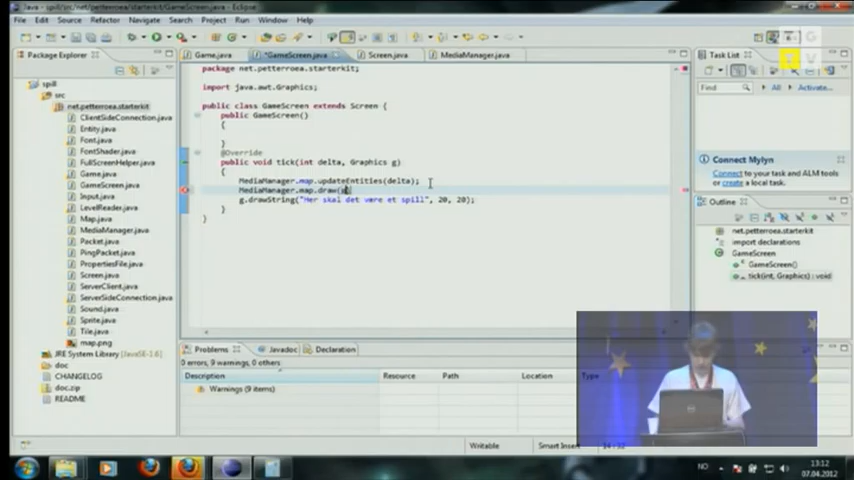 Java - spill/src/net/petterroea/starterkit/GameScreen.java - Eclipse
File Edit Source Refactor Navigate Search Project Run Window Help
Package Explorer
Game.java *GameScreen.java Screen.java MediaManager.java
Task List
spill
src
net.petterroea.starterkit
ClientSideConnection.java
Entity.java
Font.java
FontShader.java
FullScreenHelper.java
Game.java
GameScreen.java
Input.java
LevelReader.java
Map.java
MediaManager.java
Packet.java
PingPacket.java
PropertiesFile.java
Screen.java
ServerClient.java
ServerSideConnection.java
Sound.java
Sprite.java
Tile.java
map.png
JRE System Library [JavaSE-1.6]
doc
CHANGELOG
doc.zip
README
package net.petterroea.starterkit;
import java.awt.Graphics;
public class GameScreen extends Screen {
public GameScreen()
{
}
@Override
public void tick(int delta, Graphics g)
{
MediaManager.map.updateEntities(delta);
MediaManager.map.draw(g
g.drawString("Her skal det være et spill", 20, 20);
}
}
Find All Activate...
Connect Mylyn
Connect to your task and ALM tools or create a local task.
Outline
net.petterroea.starterkit
import declarations
GameScreen
GameScreen()
tick(int, Graphics) : void
Problems Javadoc Declaration
0 errors, 9 warnings, 0 others
Description Resource Path Location Type
Warnings (9 items)
Writable Smart Insert
NO 13:12
07.04.2012